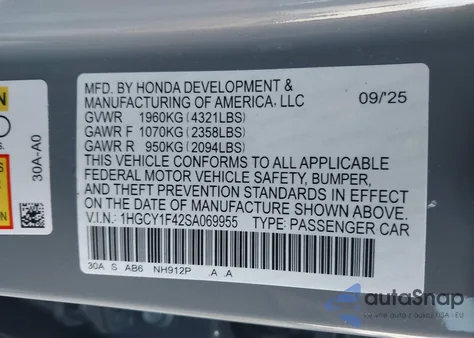 MFD. BY HONDA DEVELOPMENT &
MANUFACTURING OF AMERICA, LLC 09/'25
GVWR 1960KG(4321LBS)
GAWR F 1070KG(2358LBS)
GAWR R 950KG(2094LBS)
THIS VEHICLE CONFORMS TO ALL APPLICABLE
FEDERAL MOTOR VEHICLE SAFETY, BUMPER,
AND THEFT PREVENTION STANDARDS IN EFFECT
ON THE DATE OF MANUFACTURE SHOWN ABOVE.
V.I.N.: 1HGCY1F42SA069955 TYPE: PASSENGER CAR
30A S AB6 NH912P .A .A
30A-A0
autoSnap